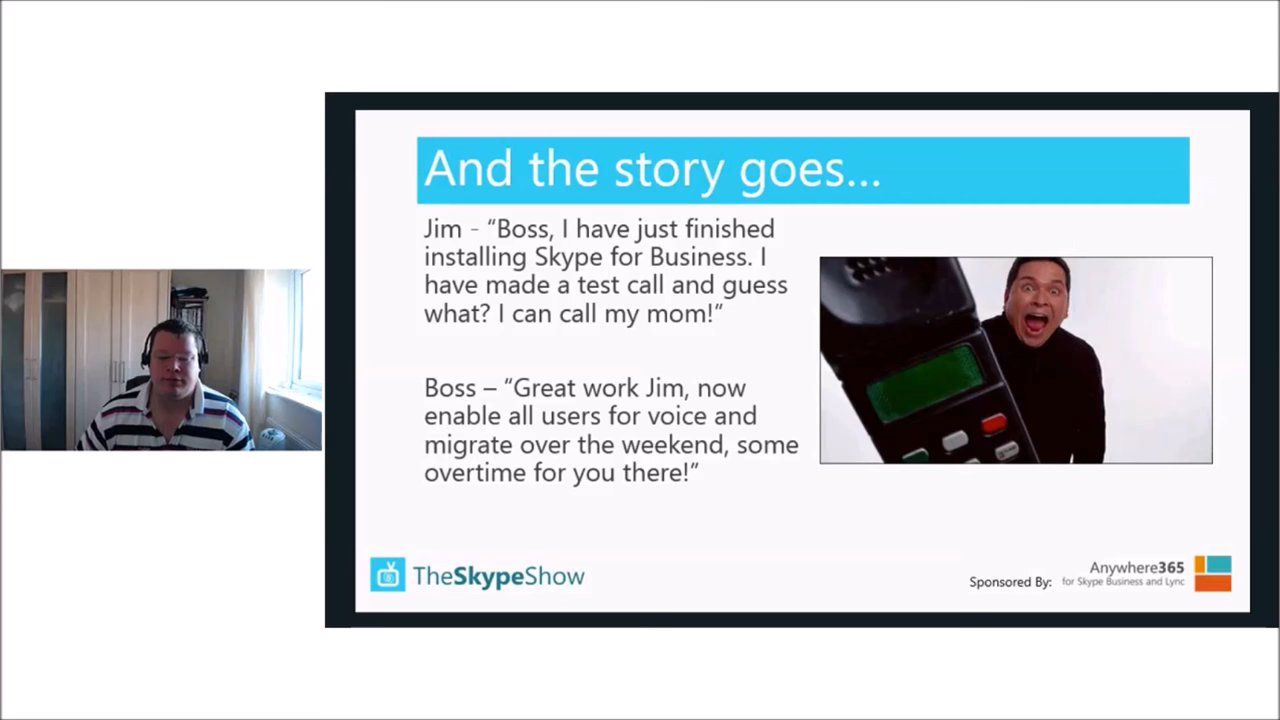 And the story goes...
Jim - “Boss, I have just finished
installing Skype for Business. I
have made a test call and guess
what? I can call my mom!”
Boss – “Great work Jim, now
enable all users for voice and
migrate over the weekend, some
overtime for you there!”
TheSkypeShow
Sponsored By:
Anywhere365
for Skype Business and Lync